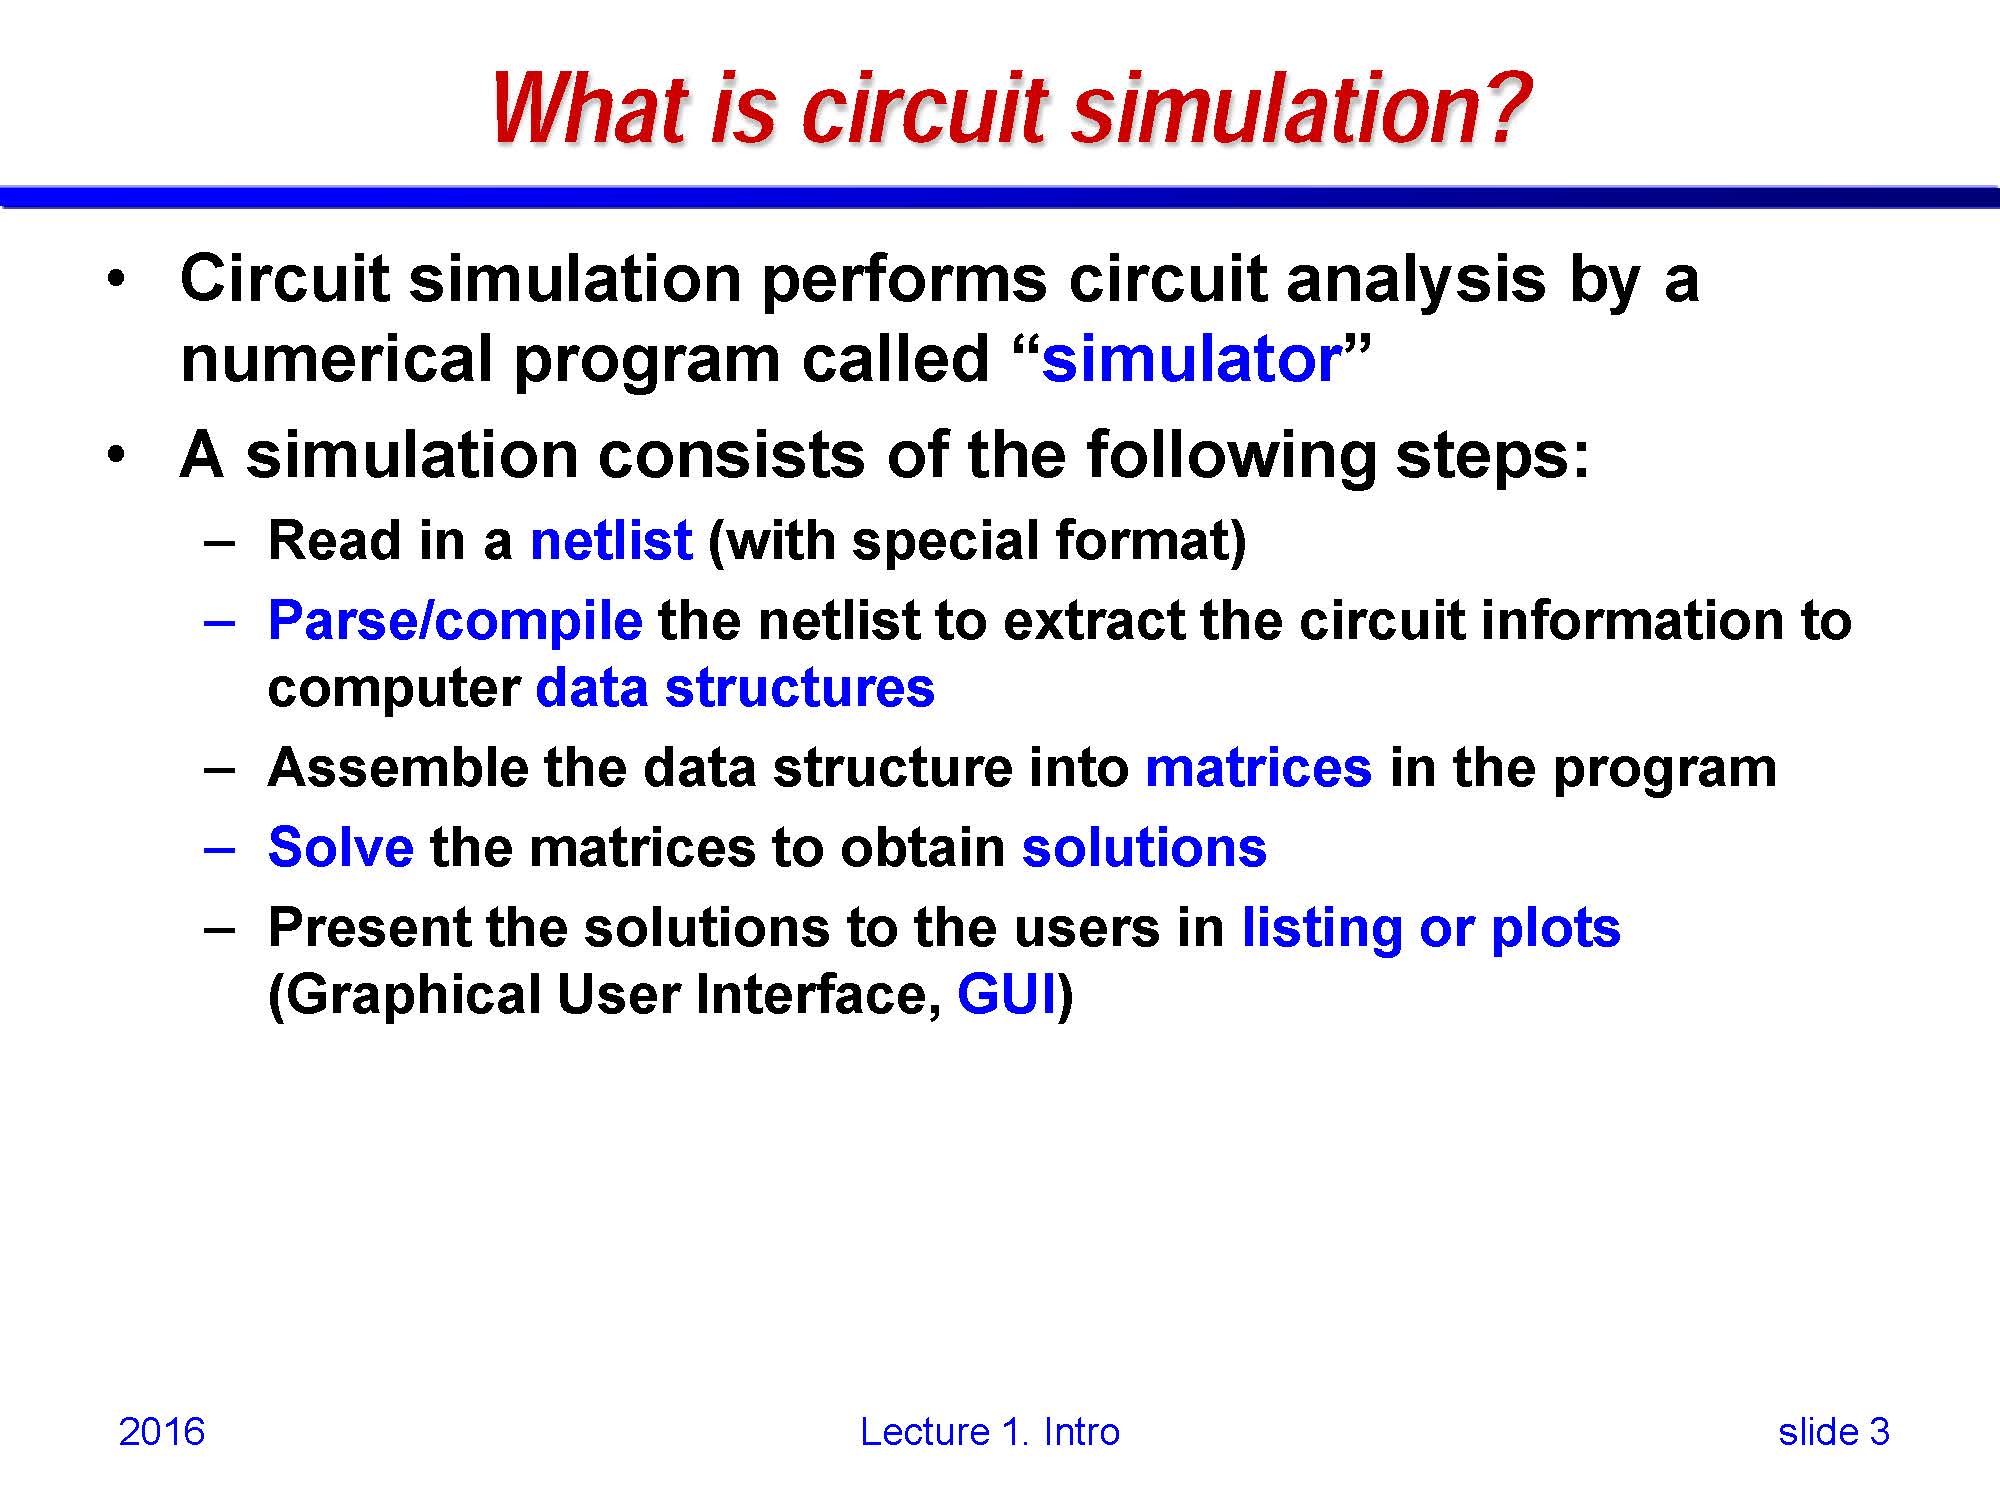 What is circuit simulation?
• Circuit simulation performs circuit analysis by a
numerical program called “simulator”
• A simulation consists of the following steps:
– Read in a netlist (with special format)
– Parse/compile the netlist to extract the circuit information to
computer data structures
– Assemble the data structure into matrices in the program
– Solve the matrices to obtain solutions
– Present the solutions to the users in listing or plots
(Graphical User Interface, GUI)
2016
Lecture 1. Intro
slide 3